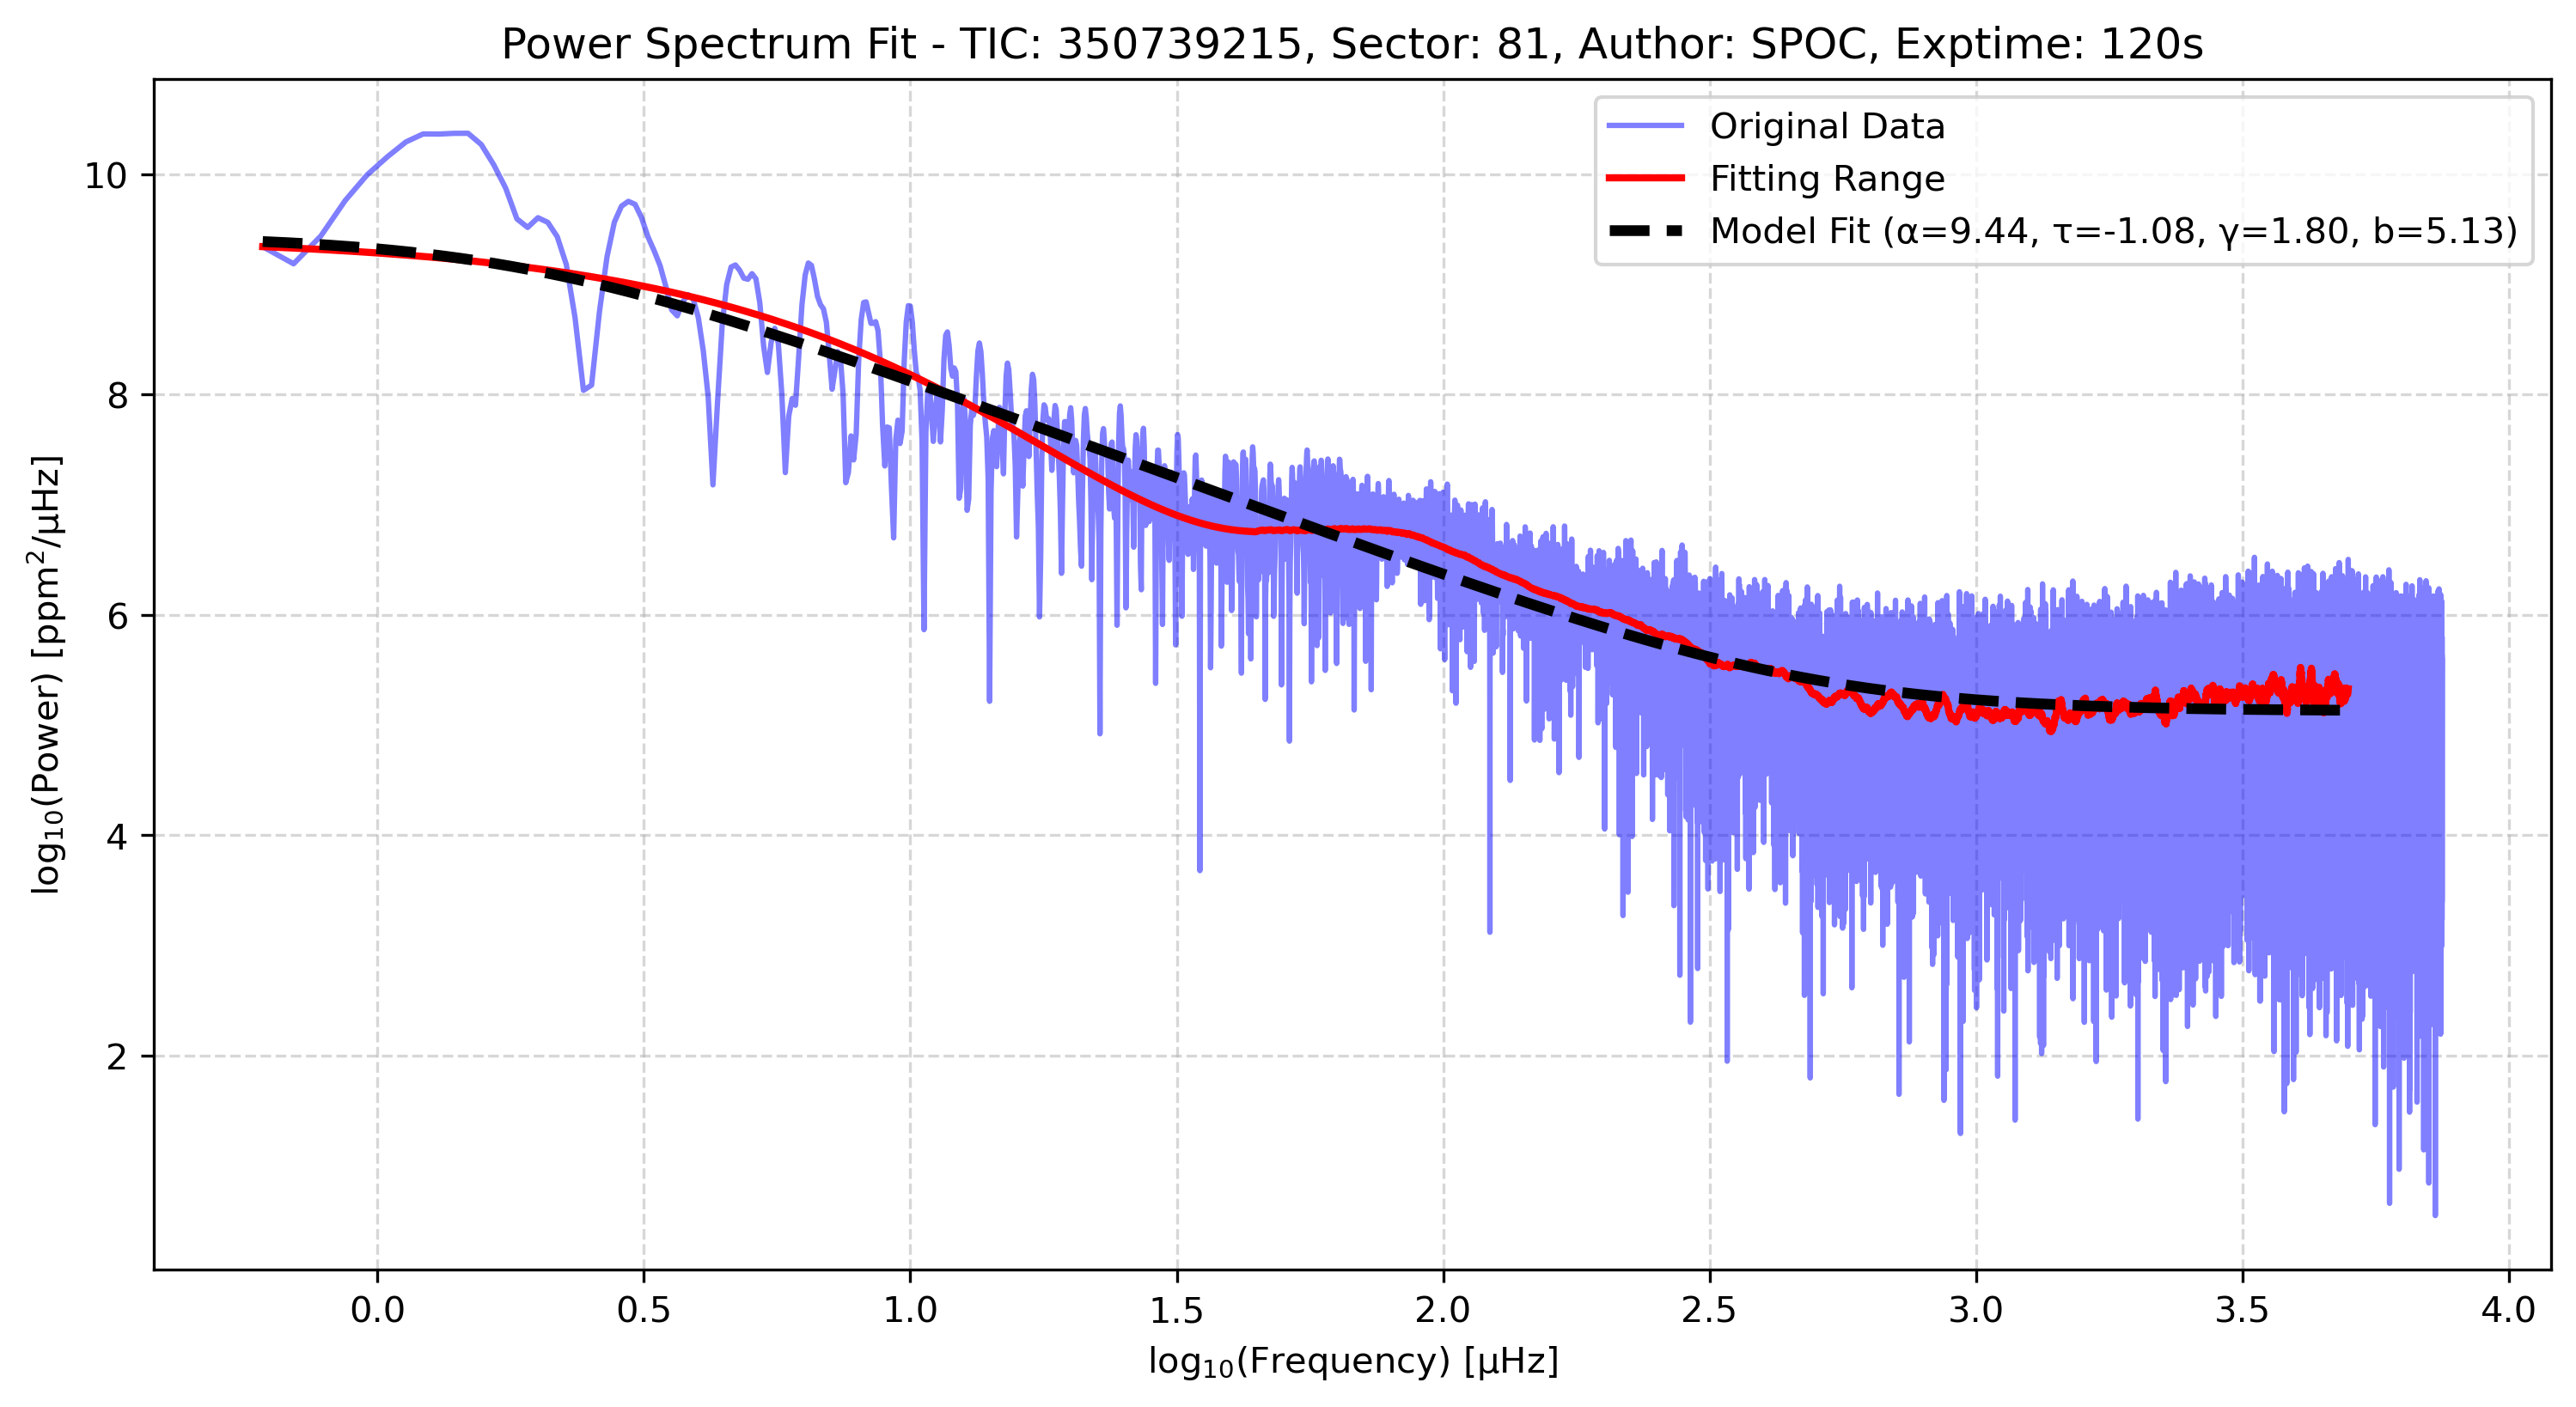 Power Spectrum Fit - TIC: 350739215, Sector: 81, Author: SPOC, Exptime: 120s
Original Data
Fitting Range
Model Fit (α=9.44, τ=-1.08, γ=1.80, b=5.13)
log₁₀(Power) [ppm²/μHz]
10
8
6
4
2
0.0 0.5 1.0 1.5 2.0 2.5 3.0 3.5 4.0
log₁₀(Frequency) [μHz]